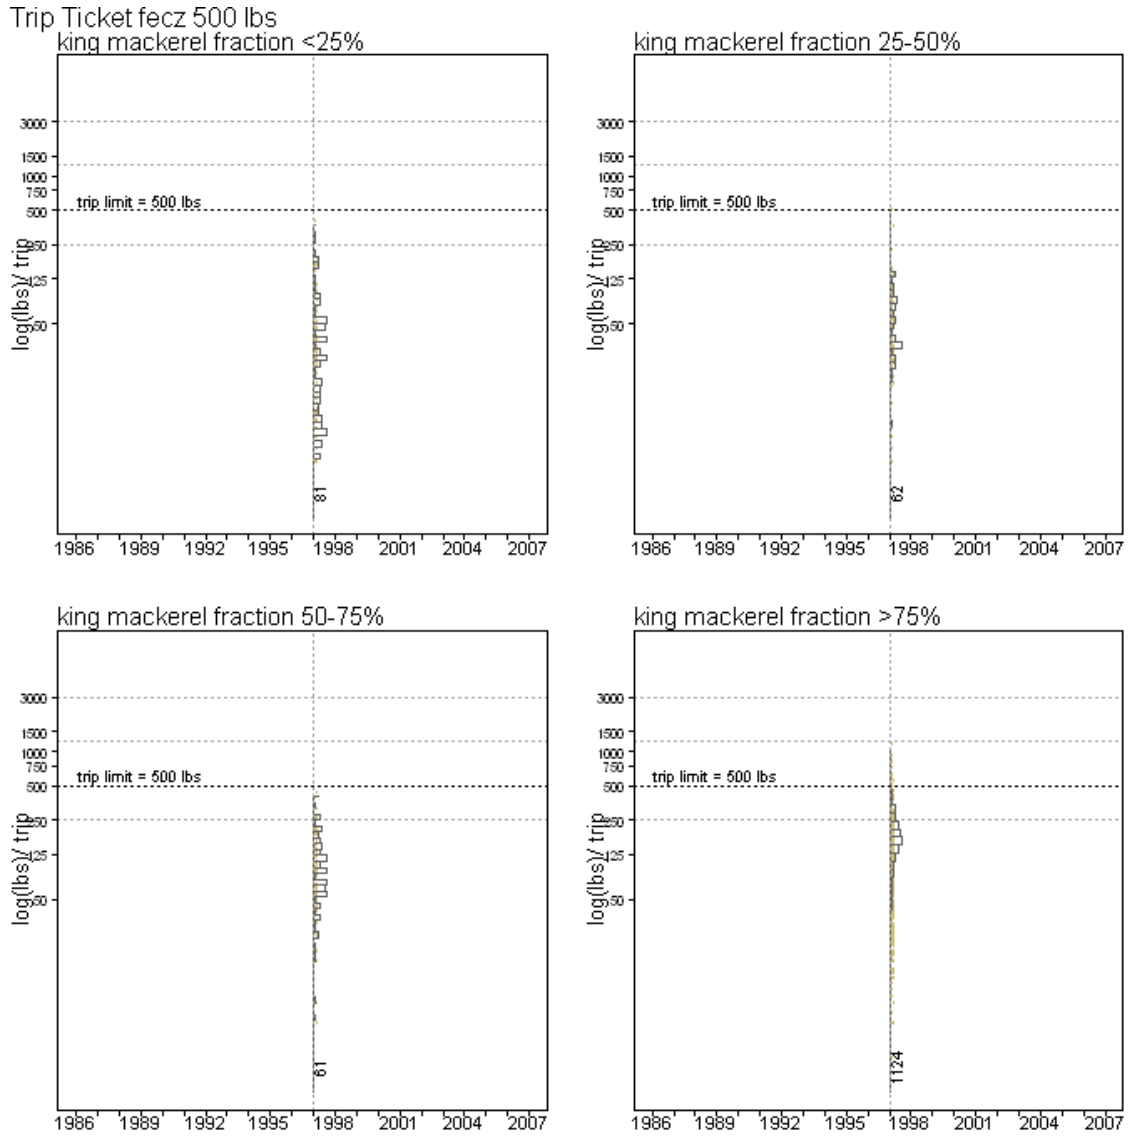 Trip Ticket fecz 500 lbs
king mackerel fraction <25%
3000
1500
1000
750
500
250
125
50
log(lbs)/ trip
trip limit = 500 lbs
81
1986 1989 1992 1995 1998 2001 2004 2007
king mackerel fraction 25-50%
3000
1500
1000
750
500
250
125
50
log(lbs)/ trip
trip limit = 500 lbs
62
1986 1989 1992 1995 1998 2001 2004 2007
king mackerel fraction 50-75%
3000
1500
1000
750
500
250
125
50
log(lbs)/ trip
trip limit = 500 lbs
61
1986 1989 1992 1995 1998 2001 2004 2007
king mackerel fraction >75%
3000
1500
1000
750
500
250
125
50
log(lbs)/ trip
trip limit = 500 lbs
1124
1986 1989 1992 1995 1998 2001 2004 2007